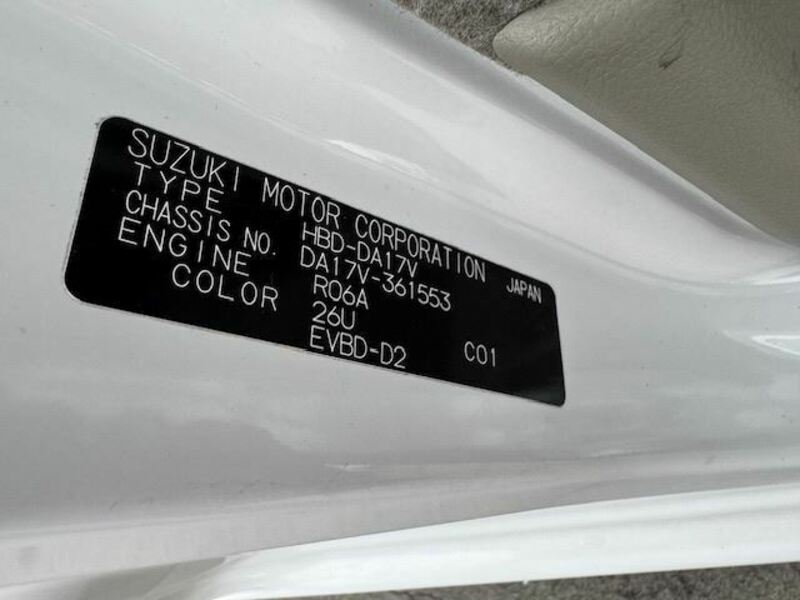 SUZUKI MOTOR CORPORATION JAPAN
TYPE HBD-DA17V
CHASSIS NO. DA17V-361553
ENGINE R06A
COLOR 26U
EVBD-D2 C01